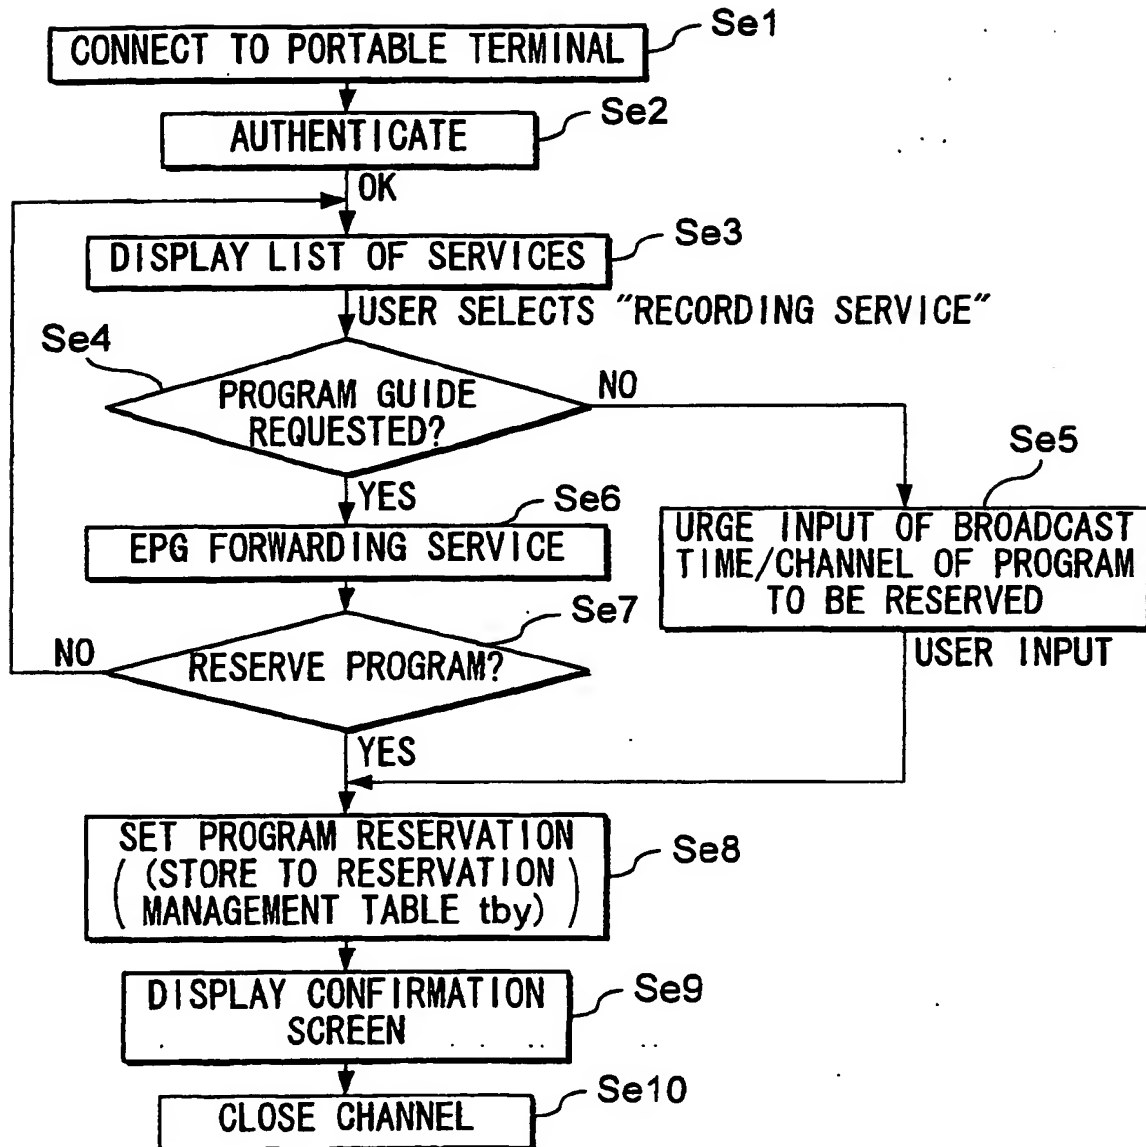 CONNECT TO PORTABLE TERMINAL
Se1
AUTHENTICATE
Se2
OK
DISPLAY LIST OF SERVICES
Se3
USER SELECTS "RECORDING SERVICE"
Se4
PROGRAM GUIDE
REQUESTED?
NO
YES
Se5
URGE INPUT OF BROADCAST
TIME/CHANNEL OF PROGRAM
TO BE RESERVED
USER INPUT
Se6
EPG FORWARDING SERVICE
Se7
RESERVE PROGRAM?
NO
YES
SET PROGRAM RESERVATION
( (STORE TO RESERVATION
MANAGEMENT TABLE tby) )
Se8
DISPLAY CONFIRMATION
SCREEN
Se9
CLOSE CHANNEL
Se10